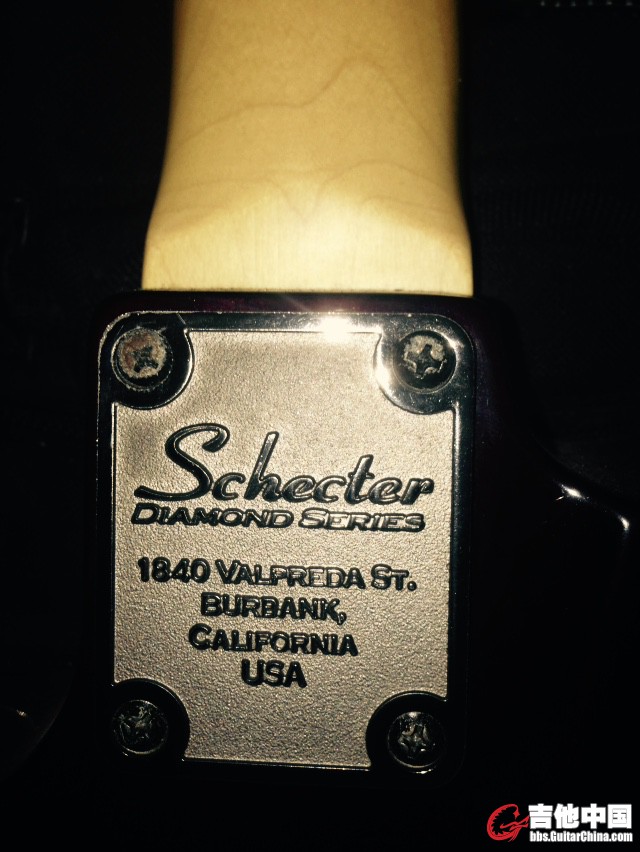 Schecter
DIAMOND SERIES
1840 VALPREDA ST.
BURBANK,
CALIFORNIA
USA
吉他中国
bbs.GuitarChina.com